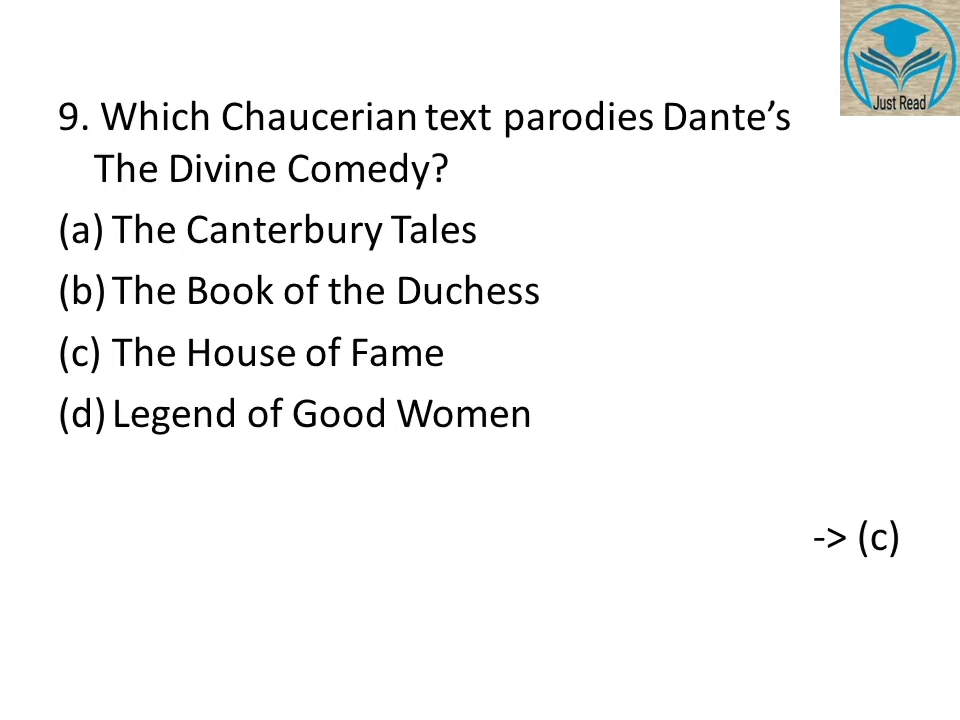 Just Read
9. Which Chaucerian text parodies Dante’s
The Divine Comedy?
(a) The Canterbury Tales
(b) The Book of the Duchess
(c) The House of Fame
(d) Legend of Good Women
-> (c)